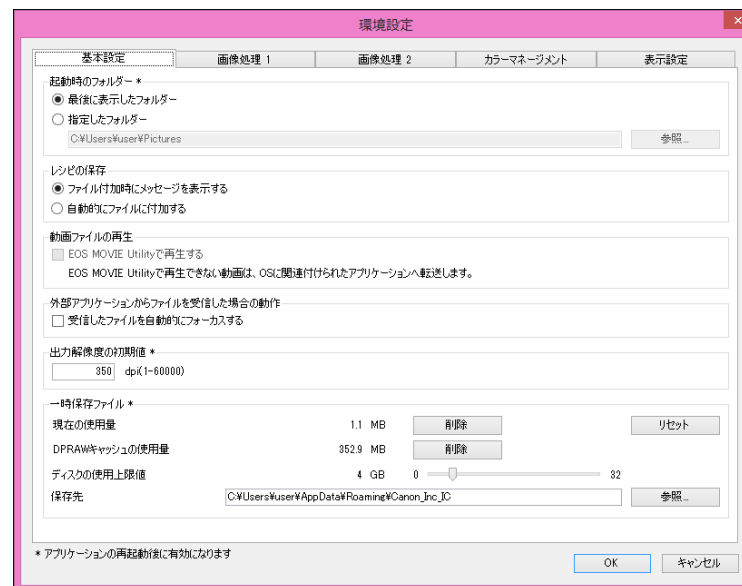 環境設定
基本設定 画像処理 1 画像処理 2 カラーマネージメント 表示設定
起動時のフォルダー *
最後に表示したフォルダー
指定したフォルダー
C:¥Users¥user¥Pictures 参照...
レシピの保存
ファイル付加時にメッセージを表示する
自動的にファイルに付加する
動画ファイルの再生
EOS MOVIE Utilityで再生する
EOS MOVIE Utilityで再生できない動画は、OSに関連付けられたアプリケーションへ転送します。
外部アプリケーションからファイルを受信した場合の動作
受信したファイルを自動的にフォーカスする
出力解像度の初期値 *
350 dpi(1-60000)
一時保存ファイル *
現在の使用量 1.1 MB 削除 リセット
DPRAWキャッシュの使用量 352.9 MB 削除
ディスクの使用上限値 4 GB 0 32
保存先 C:¥Users¥user¥AppData¥Roaming¥Canon_Inc_IC 参照...
* アプリケーションの再起動後に有効になります
OK キャンセル